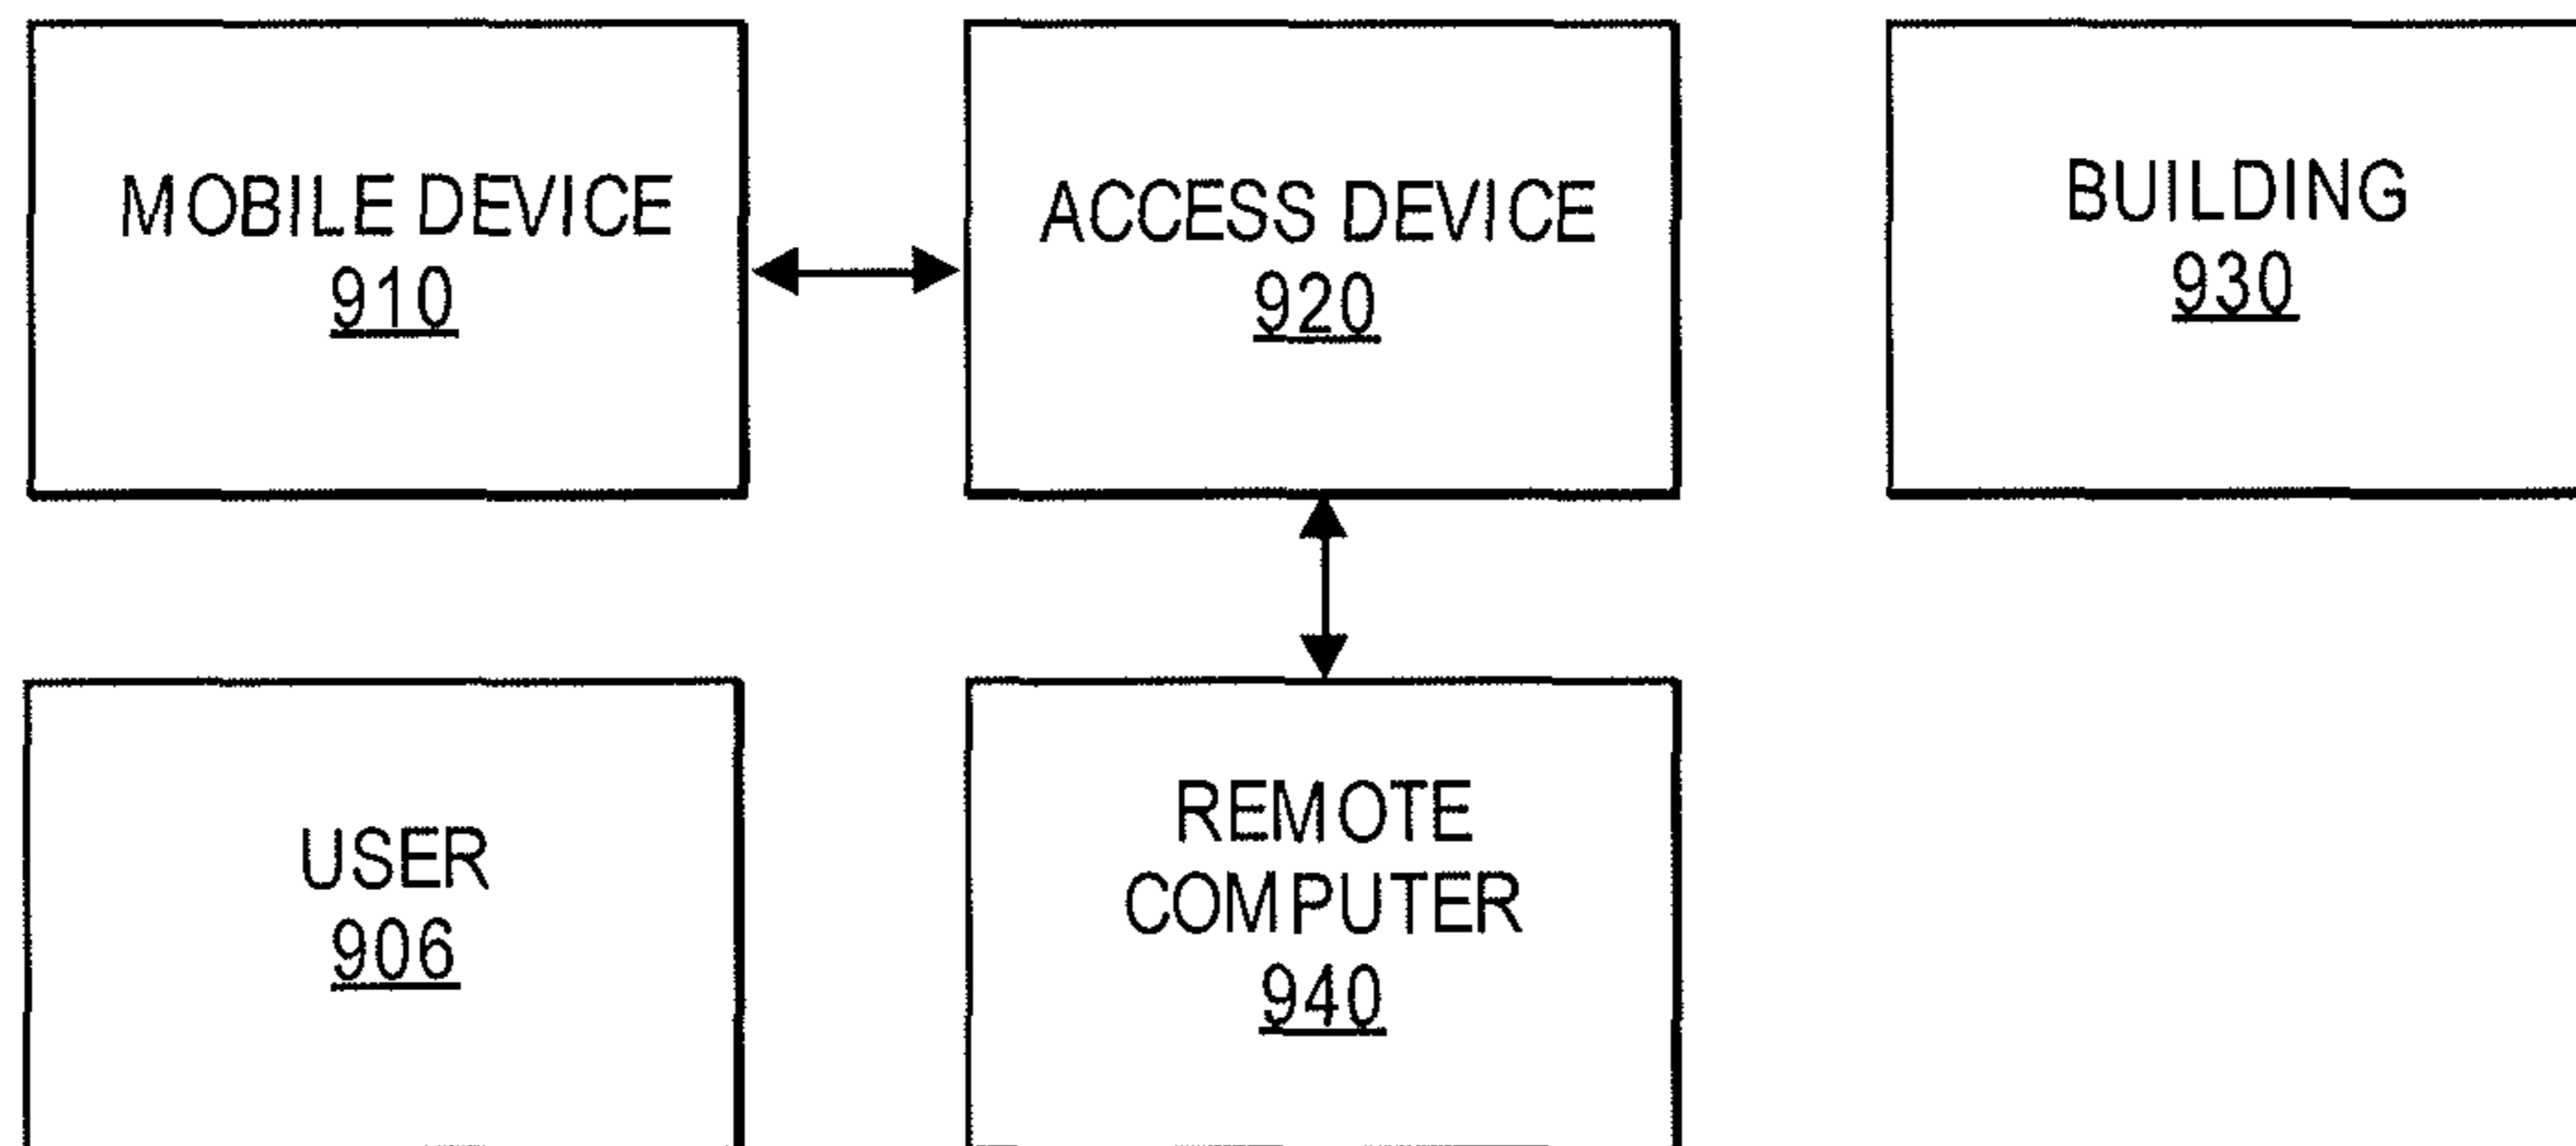 MOBILE DEVICE
910
ACCESS DEVICE
920
BUILDING
930
USER
906
REMOTE
COMPUTER
940